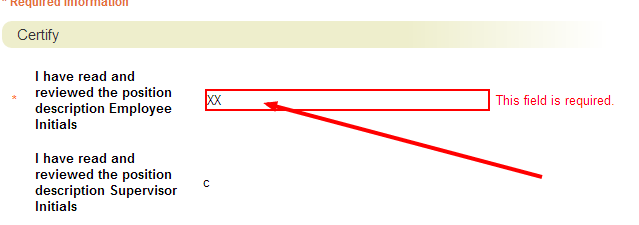 * Required Information
Certify
I have read and
reviewed the position
* description Employee
Initials
XX
This field is required.
I have read and
reviewed the position
description Supervisor
Initials
c